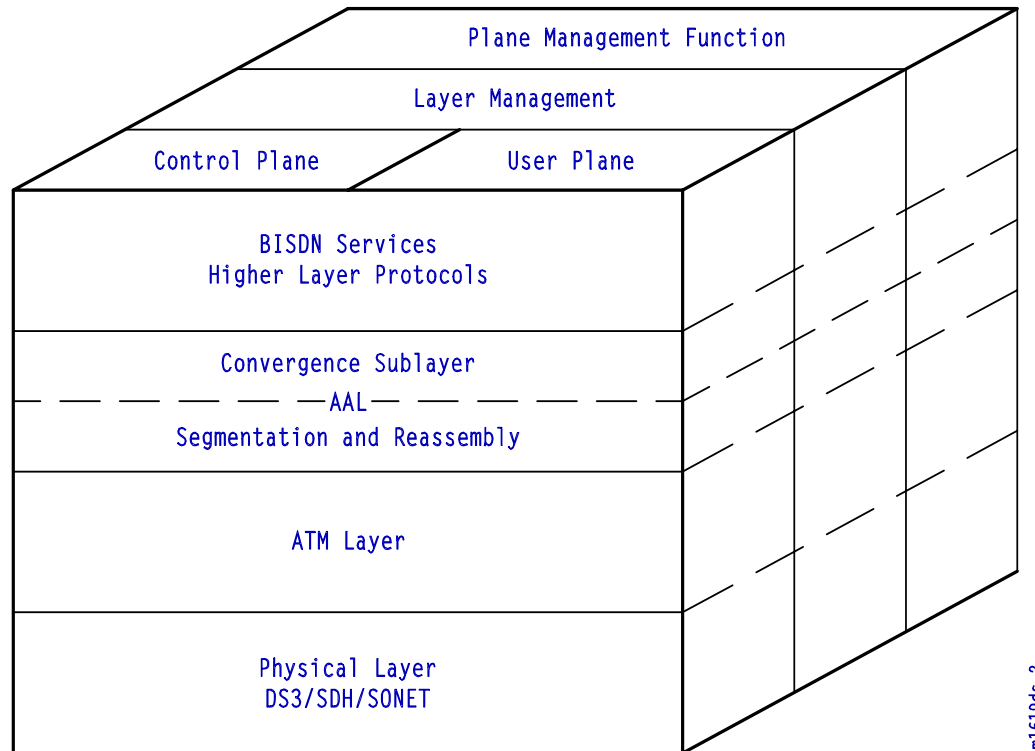 Plane Management Function
Layer Management
Control Plane
User Plane
BISDN Services
Higher Layer Protocols
Convergence Sublayer
AAL
Segmentation and Reassembly
ATM Layer
Physical Layer
DS3/SDH/SONET